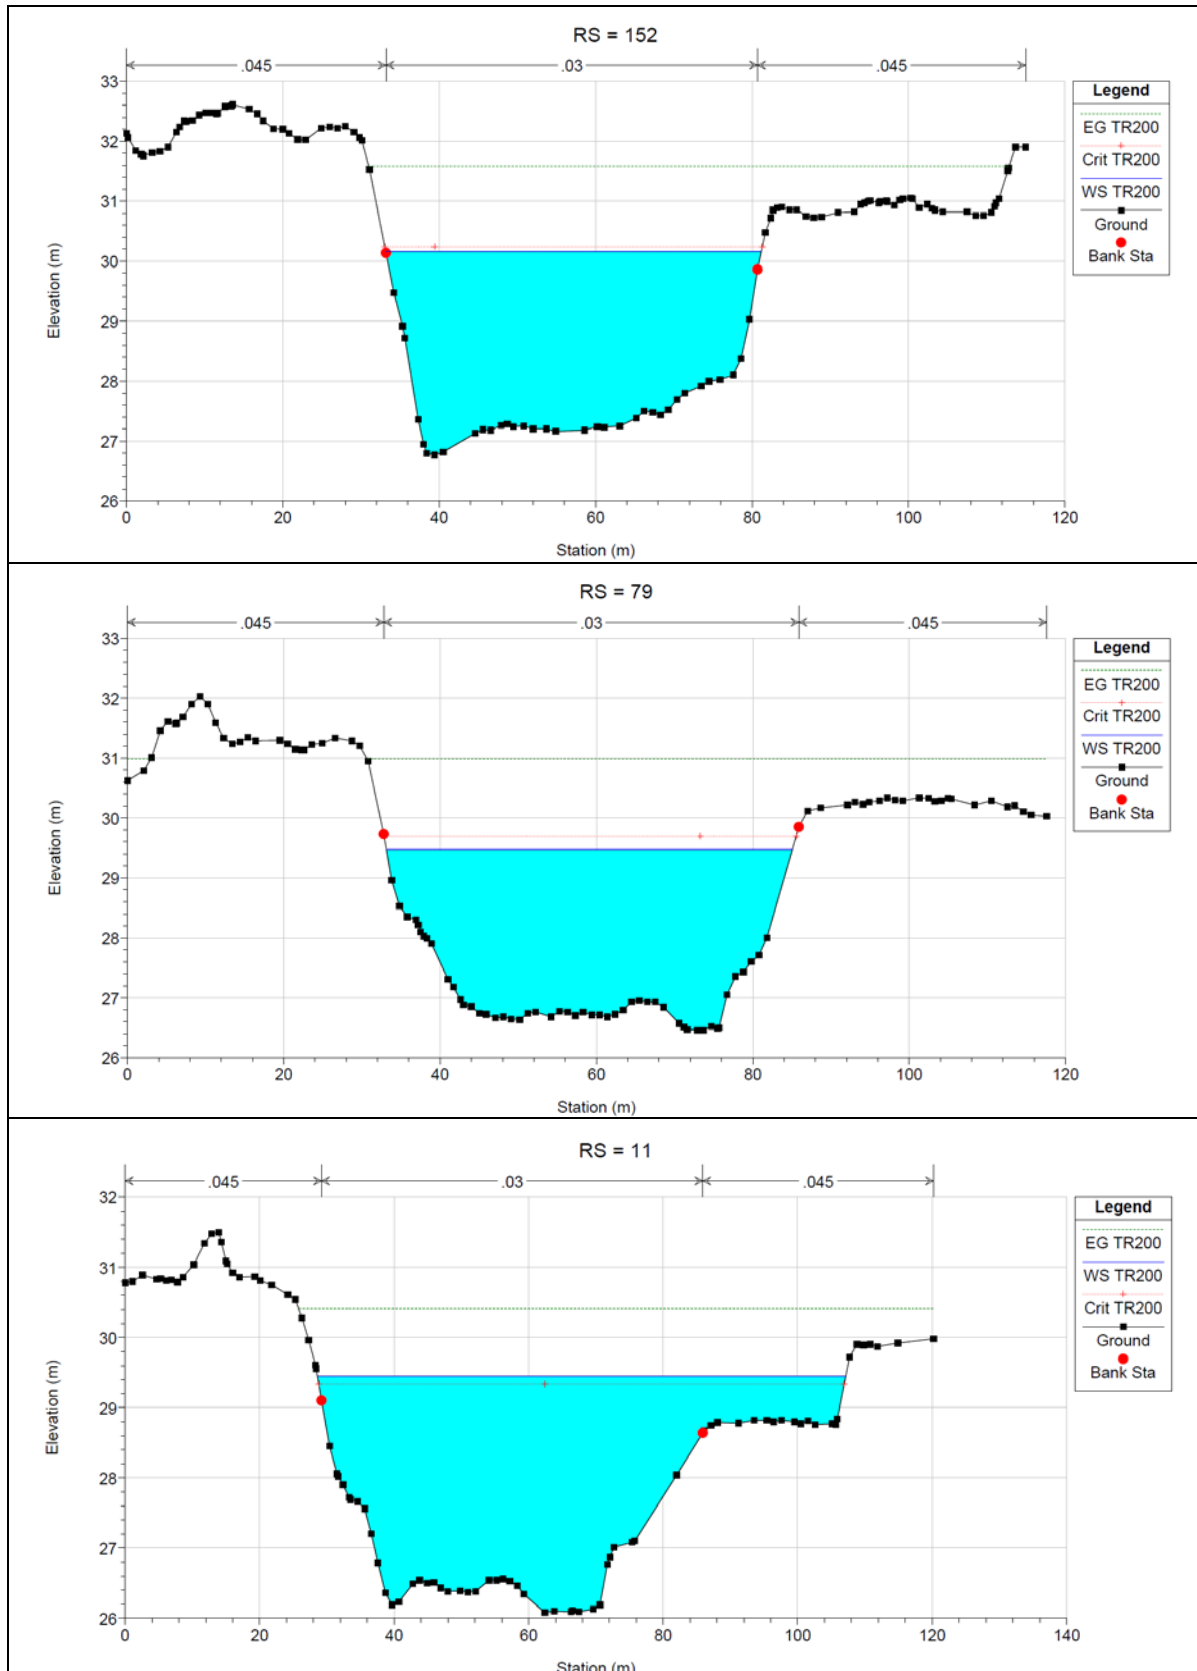 RS = 152
.045 .03 .045
33
32
31
30
29
28
27
26
Elevation (m)
0 20 40 60 80 100 120
Station (m)
Legend
EG TR200
Crit TR200
WS TR200
Ground
Bank Sta
RS = 79
.045 .03 .045
33
32
31
30
29
28
27
26
Elevation (m)
0 20 40 60 80 100 120
Station (m)
Legend
EG TR200
Crit TR200
WS TR200
Ground
Bank Sta
RS = 11
.045 .03 .045
32
31
30
29
28
27
26
Elevation (m)
0 20 40 60 80 100 120 140
Station (m)
Legend
EG TR200
WS TR200
Crit TR200
Ground
Bank Sta